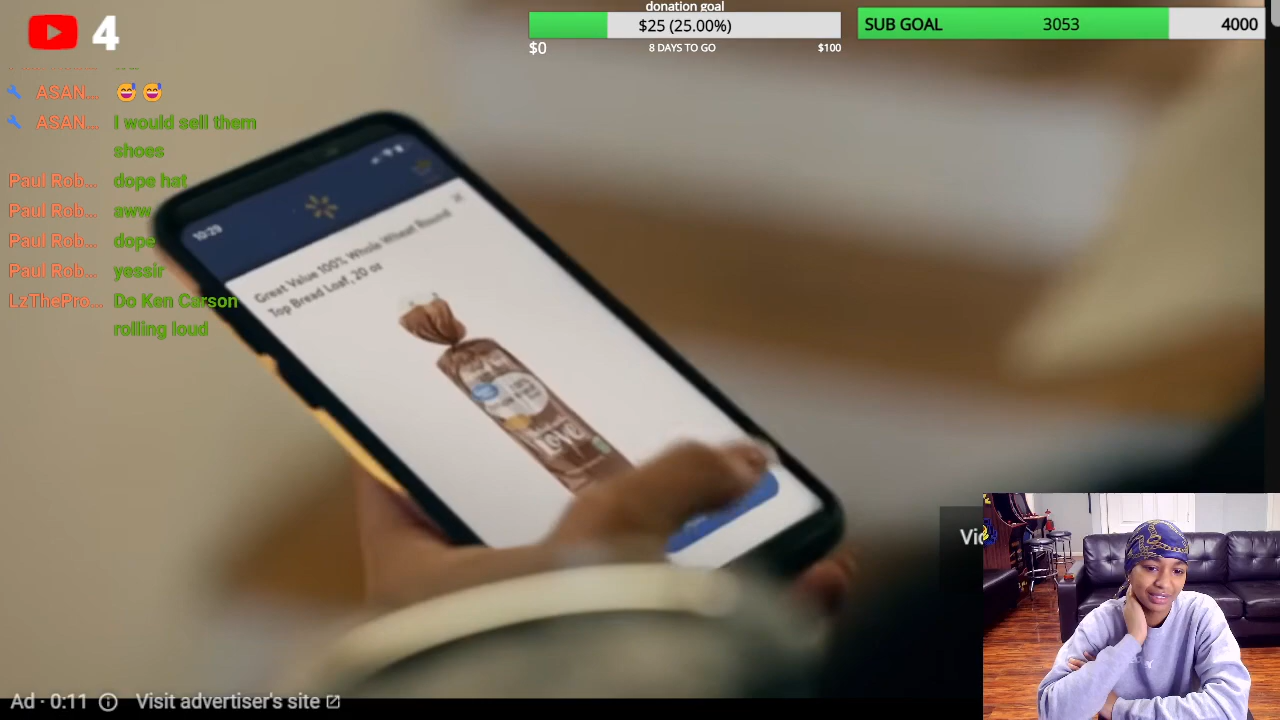 4
donation goal
$25 (25.00%)
$0
8 DAYS TO GO
$100
SUB GOAL
3053
4000
ASAN...
ASAN...
I would sell them
shoes
Paul Rob...
dope hat
Paul Rob...
aww
Paul Rob...
dope
Paul Rob...
yessir
LzThePro...
Do Ken Carson
rolling loud
10:29
Great Value 100% Whole Wheat Round
Top Bread Loaf, 20 oz
Love
Ad · 0:11
Visit advertiser's site